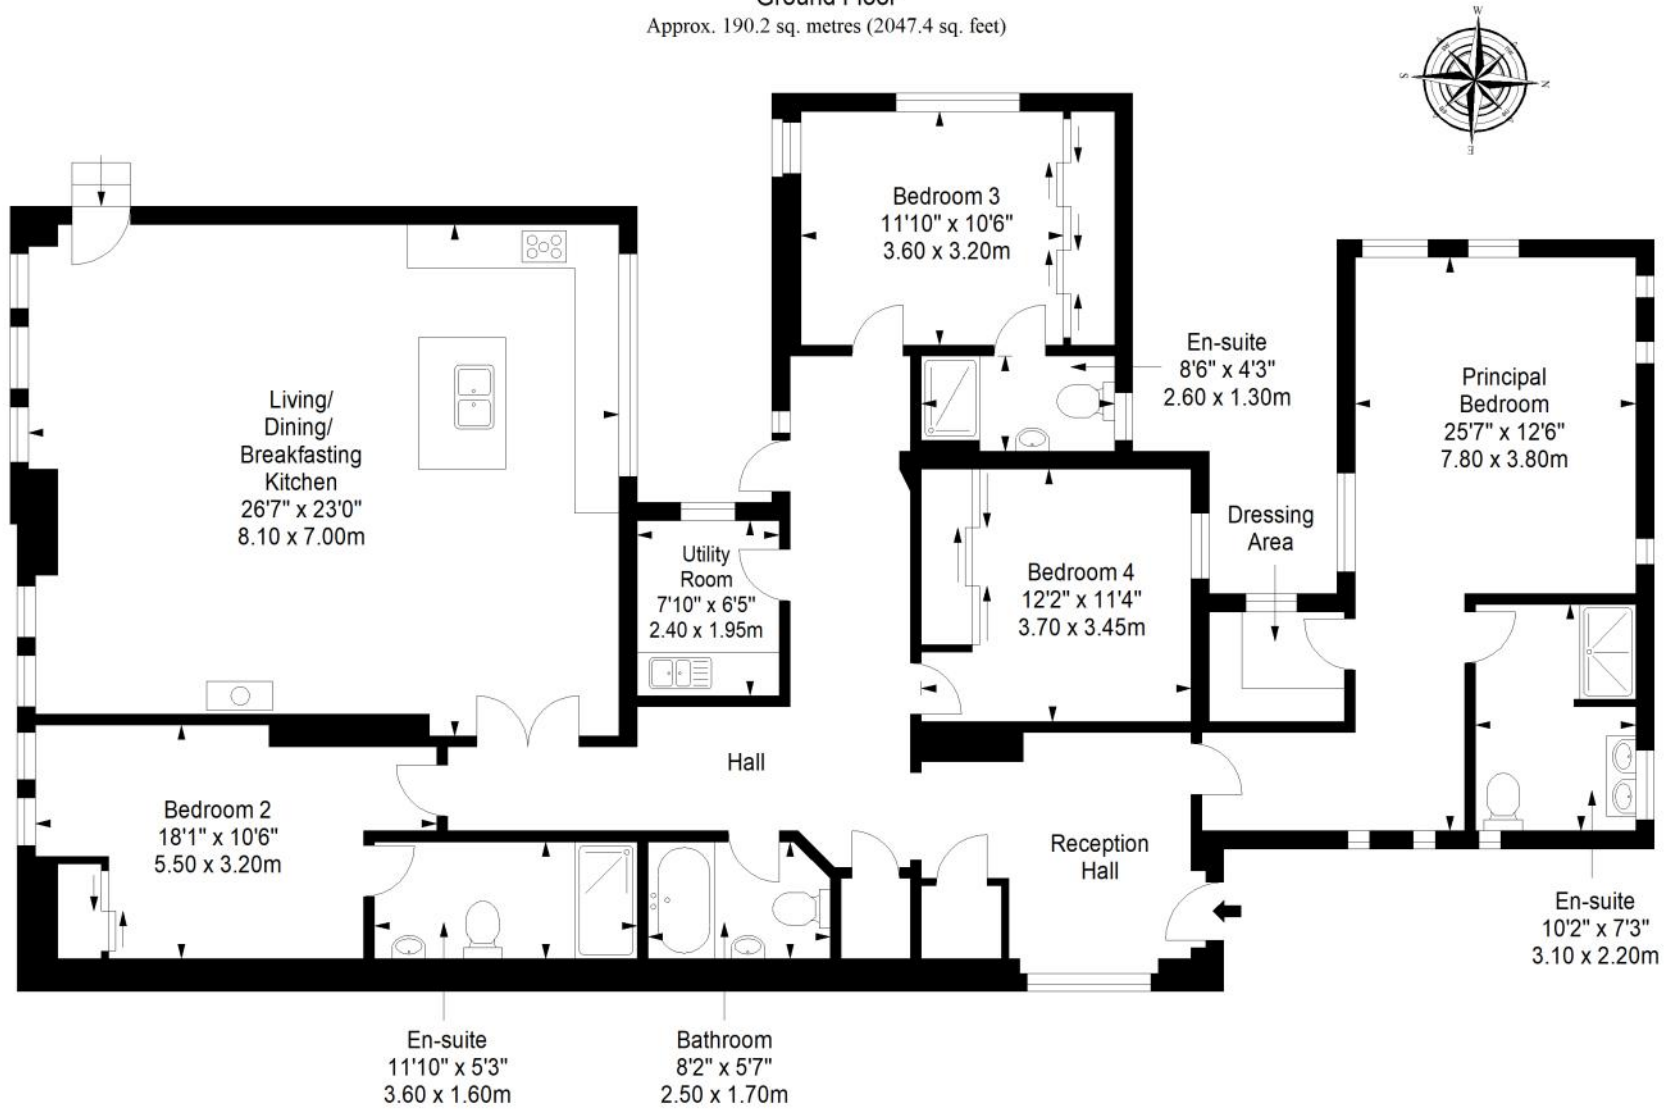 Ground Floor
Approx. 190.2 sq. metres (2047.4 sq. feet)
W
S
N
E
Bedroom 3
11'10" x 10'6"
3.60 x 3.20m
En-suite
8'6" x 4'3"
2.60 x 1.30m
Living/
Dining/
Breakfasting
Kitchen
26'7" x 23'0"
8.10 x 7.00m
Principal
Bedroom
25'7" x 12'6"
7.80 x 3.80m
Dressing
Area
Utility
Room
7'10" x 6'5"
2.40 x 1.95m
Bedroom 4
12'2" x 11'4"
3.70 x 3.45m
Hall
Bedroom 2
18'1" x 10'6"
5.50 x 3.20m
Reception
Hall
En-suite
10'2" x 7'3"
3.10 x 2.20m
En-suite
11'10" x 5'3"
3.60 x 1.60m
Bathroom
8'2" x 5'7"
2.50 x 1.70m